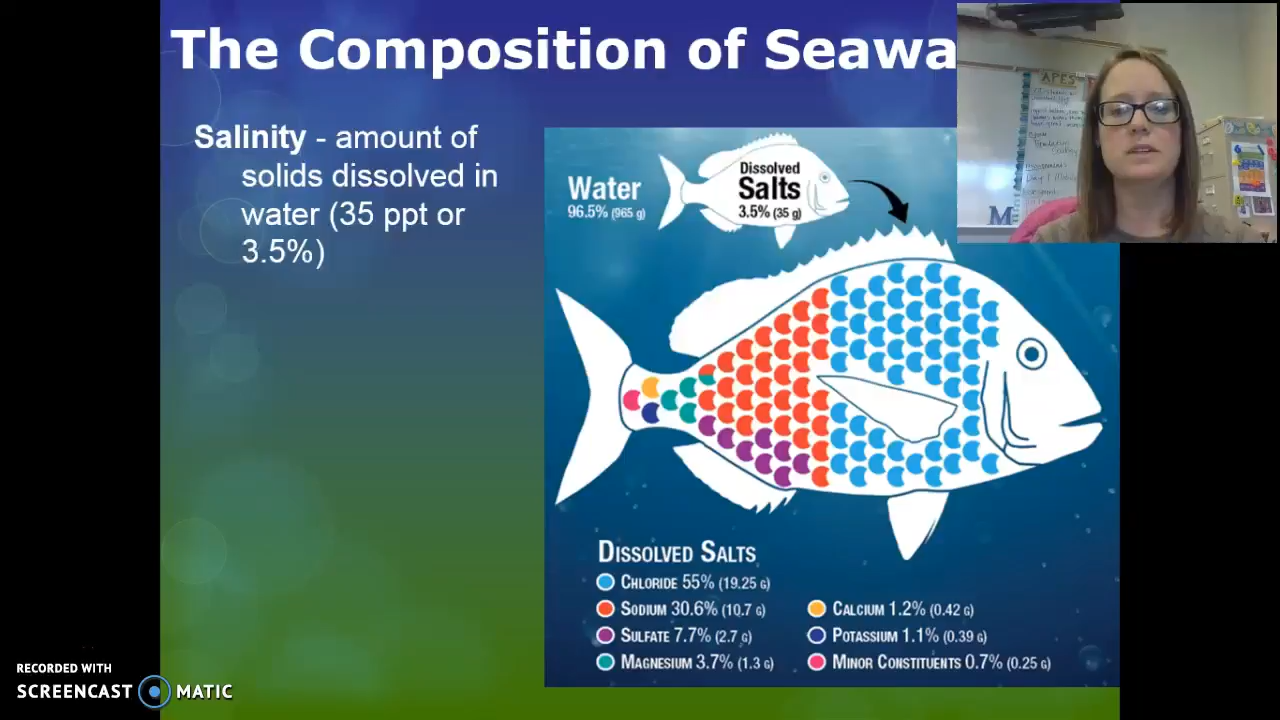 The Composition of Seawa
Salinity - amount of
solids dissolved in
water (35 ppt or
3.5%)
Water
96.5% (965 g)
Dissolved
Salts
3.5% (35 g)
APES
DISSOLVED SALTS
CHLORIDE 55% (19.25 G)
SODIUM 30.6% (10.7 G)
SULFATE 7.7% (2.7 G)
MAGNESIUM 3.7% (1.3 G)
CALCIUM 1.2% (0.42 G)
POTASSIUM 1.1% (0.39 G)
MINOR CONSTITUENTS 0.7% (0.25 G)
RECORDED WITH
SCREENCAST MATIC